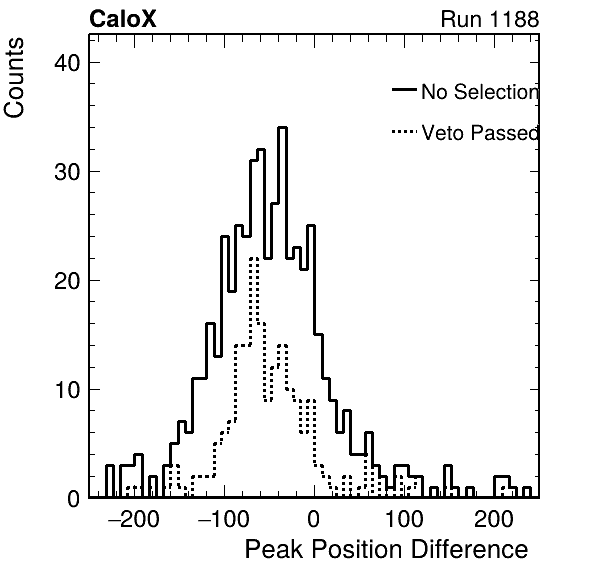 CaloX
Run 1188
Counts
40
No Selection
Veto Passed
30
20
10
0
−200
−100
0
100
200
Peak Position Difference